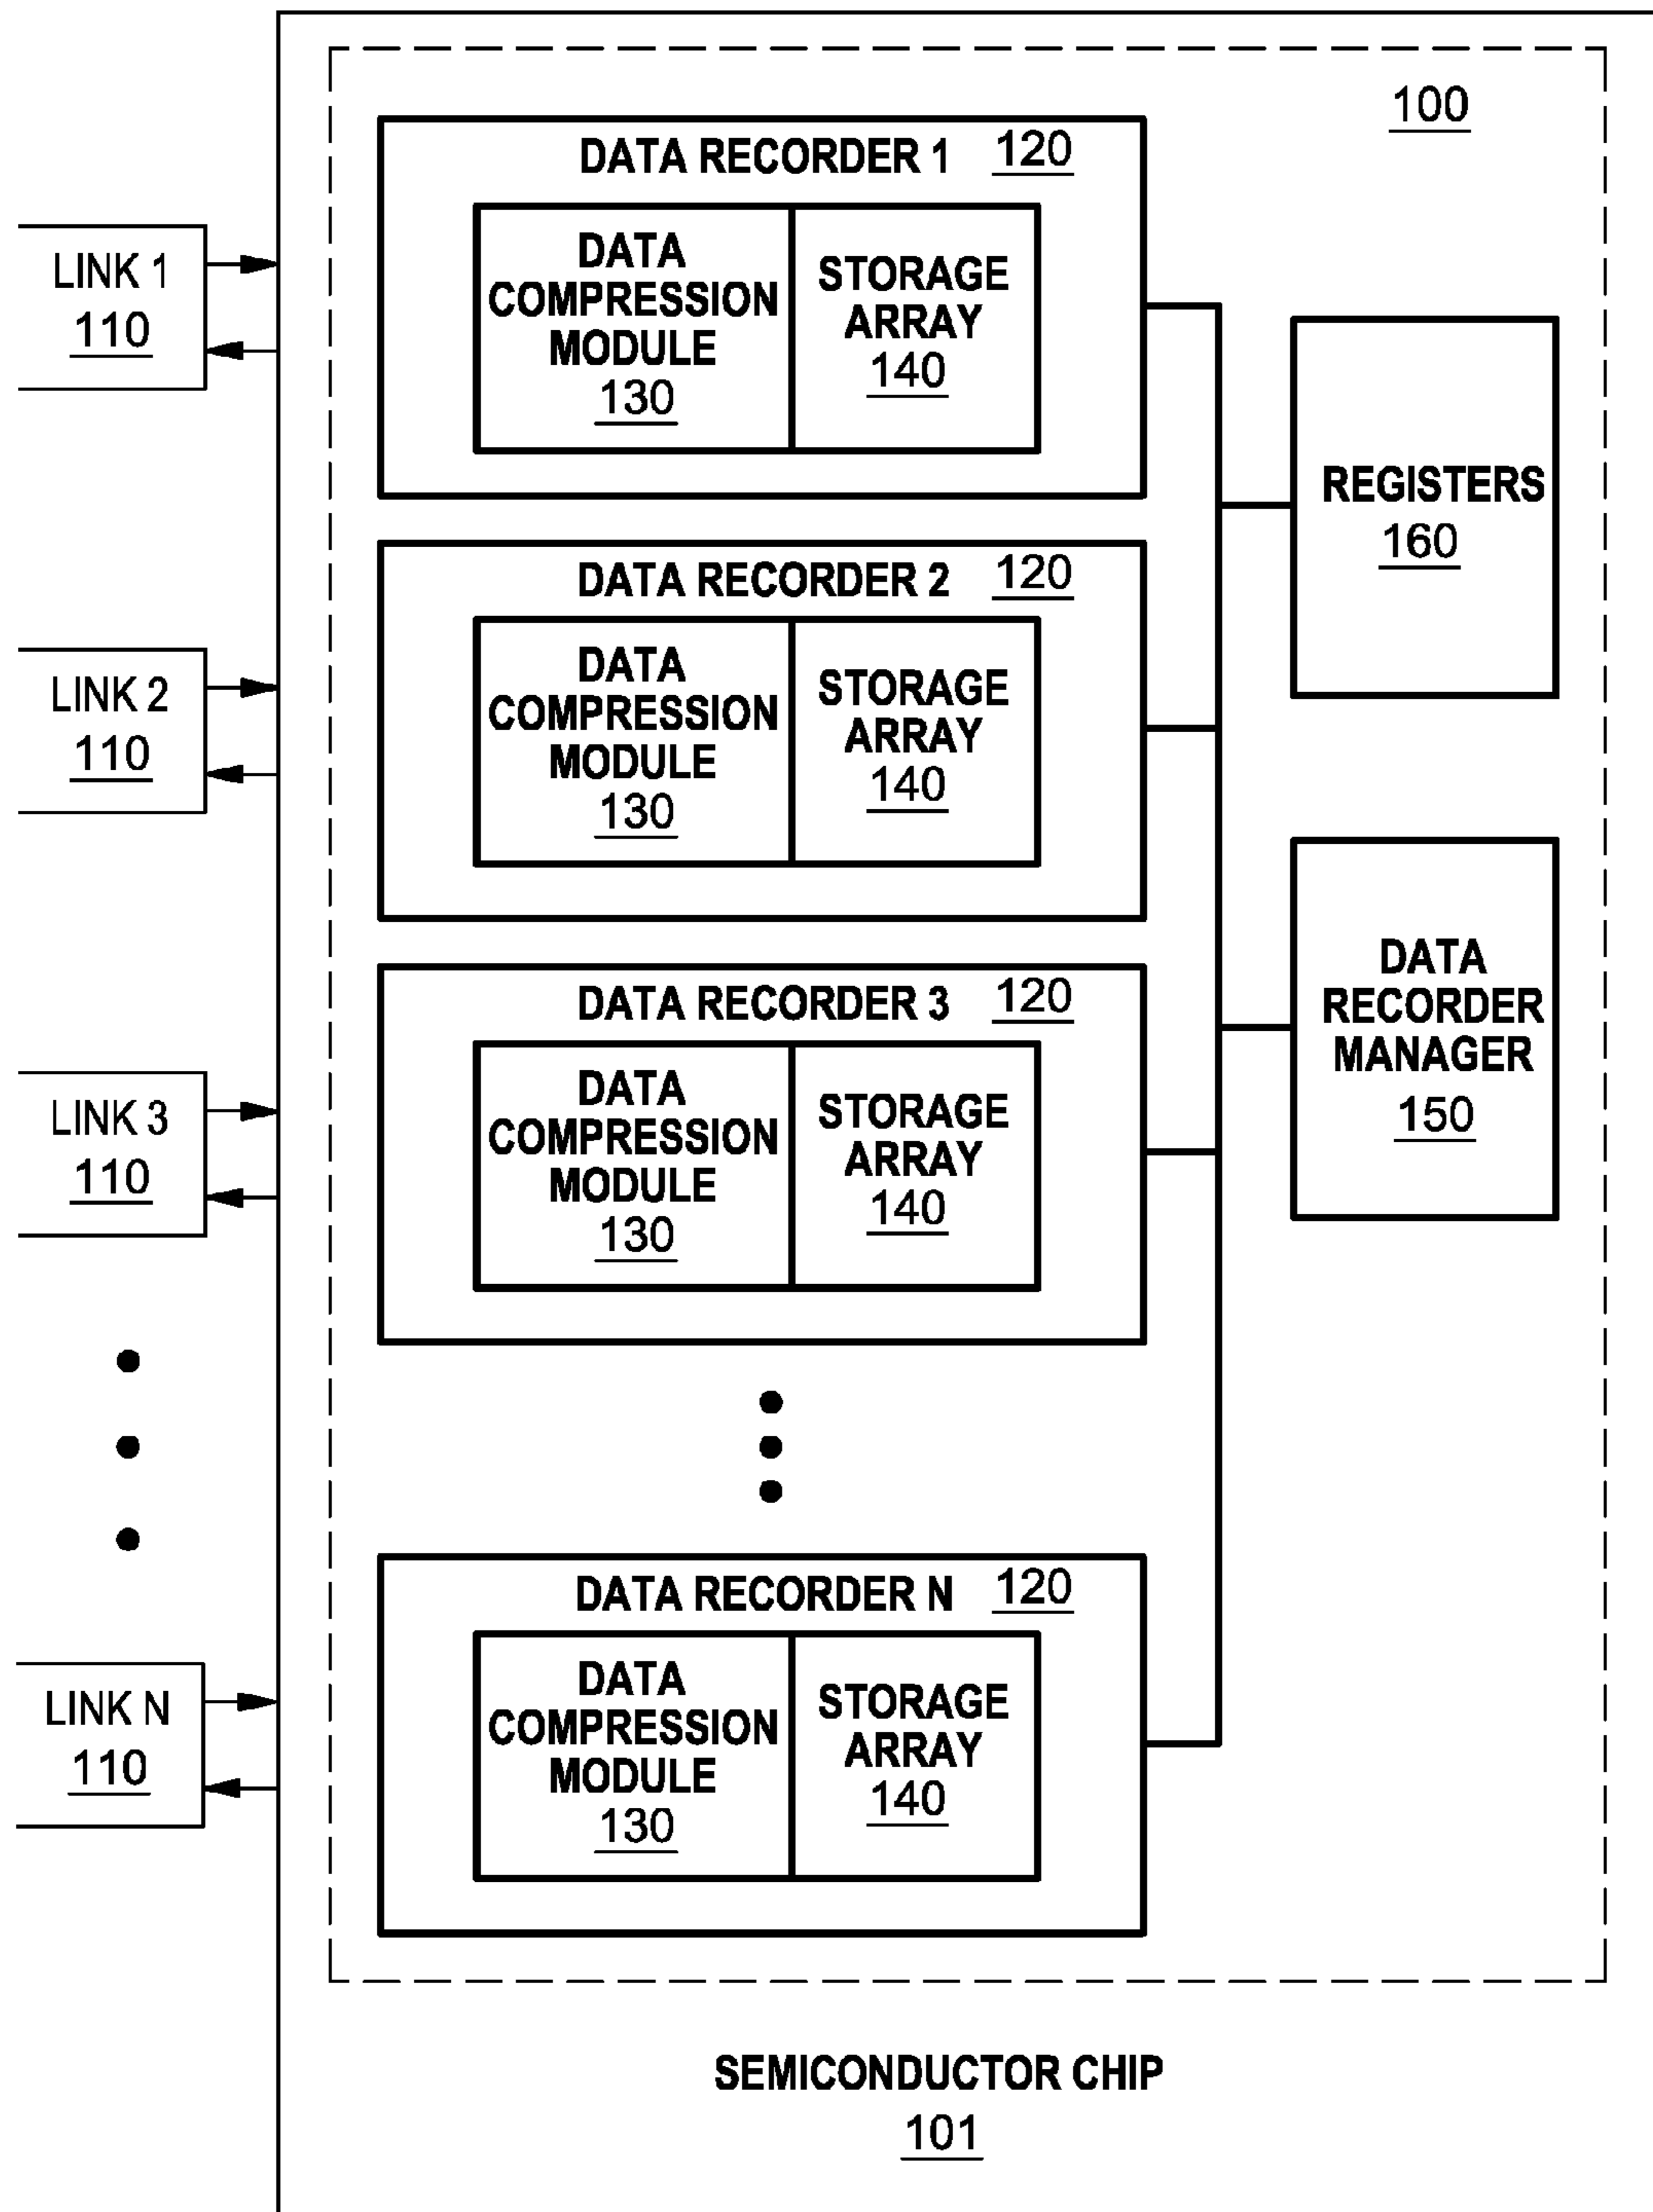 100
DATA RECORDER 1 120
DATA
COMPRESSION
MODULE
130
STORAGE
ARRAY
140
LINK 1
110
REGISTERS
160
DATA RECORDER 2 120
DATA
COMPRESSION
MODULE
130
STORAGE
ARRAY
140
LINK 2
110
DATA
RECORDER
MANAGER
150
DATA RECORDER 3 120
DATA
COMPRESSION
MODULE
130
STORAGE
ARRAY
140
LINK 3
110
DATA RECORDER N 120
DATA
COMPRESSION
MODULE
130
STORAGE
ARRAY
140
LINK N
110
SEMICONDUCTOR CHIP
101